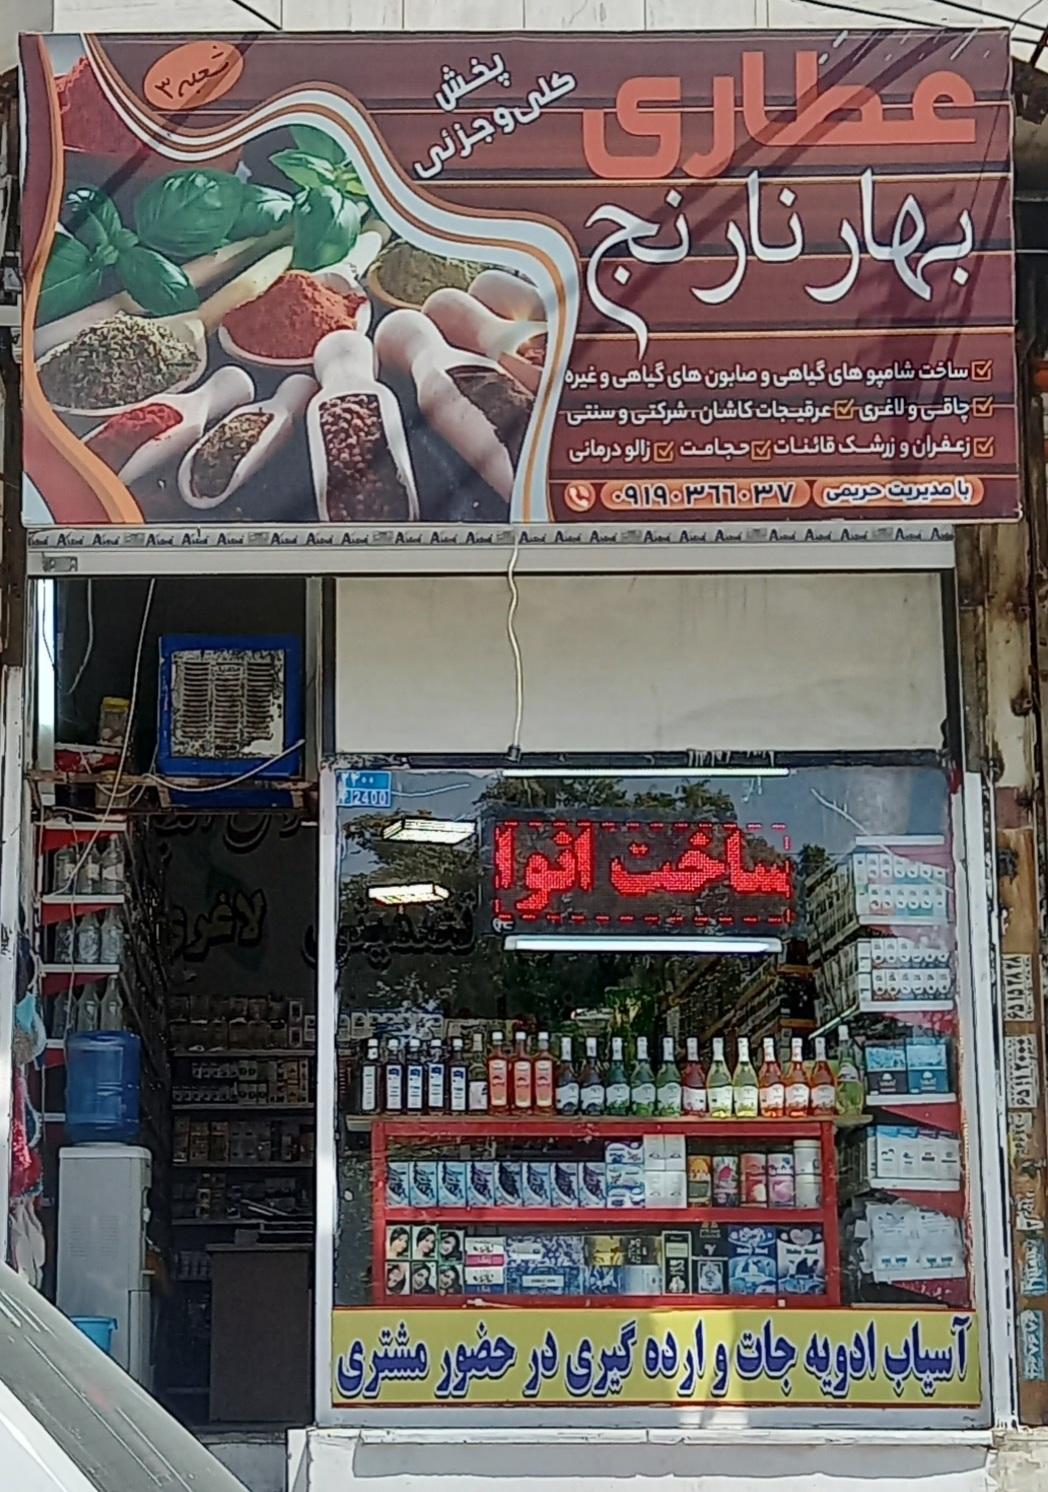 شعبه ۳
پخش
کلی و جزئی
عطاری
بهار نارنج
ساخت شامپو های گیاهی و صابون های گیاهی و غیره
چاقی و لاغری عرقیجات کاشان، شرکتی و سنتی
زعفران و زرشک قائنات حجامت زالو درمانی
با مدیریت حریمی ۰۹۱۹۰۳۶۶۰۳۷
2400
ساخت انوا
لاغری
آسیاب ادویه جات و ارده گیری در حضور مشتری